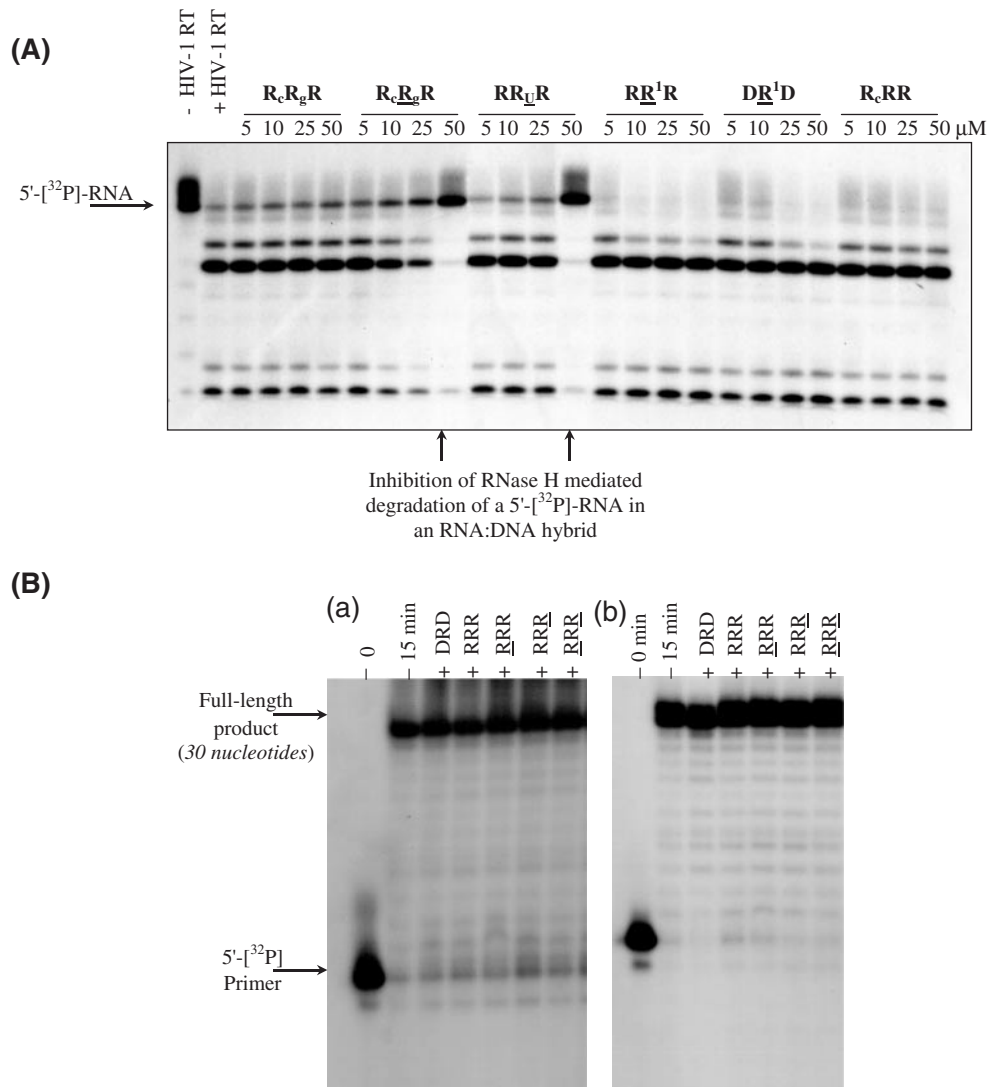 (A)
- HIV-1 RT
+ HIV-1 RT
RcRgR RcRgR RRUR RR¹R DR¹D RcRR
5 10 25 50 5 10 25 50 5 10 25 50 5 10 25 50 5 10 25 50 5 10 25 50 µM
5'-[³²P]-RNA
Inhibition of RNase H mediated
degradation of a 5'-[³²P]-RNA in
an RNA:DNA hybrid
(B)
(a)
– 0
– 15 min
+ DRD
+ RRR
+ RRR
+ RRR
+ RRR
(b)
– 0 min
– 15 min
+ DRD
+ RRR
+ RRR
+ RRR
+ RRR
Full-length
product
(30 nucleotides)
5'-[³²P]
Primer